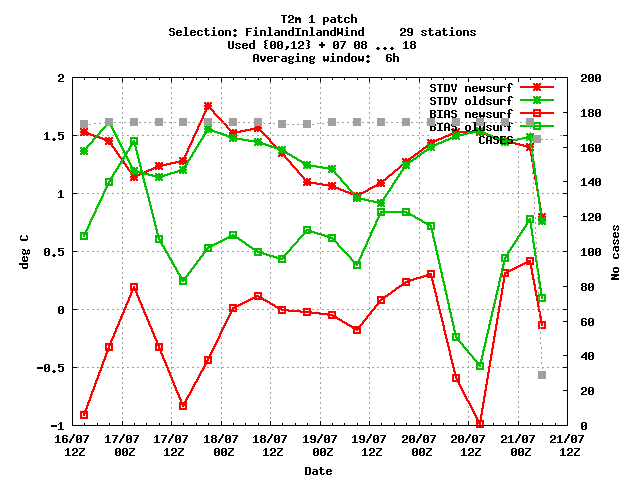 T2m 1 patch
Selection: FinlandInlandWind 29 stations
Used {00,12} + 07 08 ... 18
Averaging window: 6h
2
1.5
1
0.5
0
-0.5
-1
deg C
200
180
160
140
120
100
80
60
40
20
0
No cases
STDV newsurf
STDV oldsurf
BIAS newsurf
BIAS oldsurf
CASES
16/07 12Z
17/07 00Z
17/07 12Z
18/07 00Z
18/07 12Z
19/07 00Z
19/07 12Z
20/07 00Z
20/07 12Z
21/07 00Z
21/07 12Z
Date